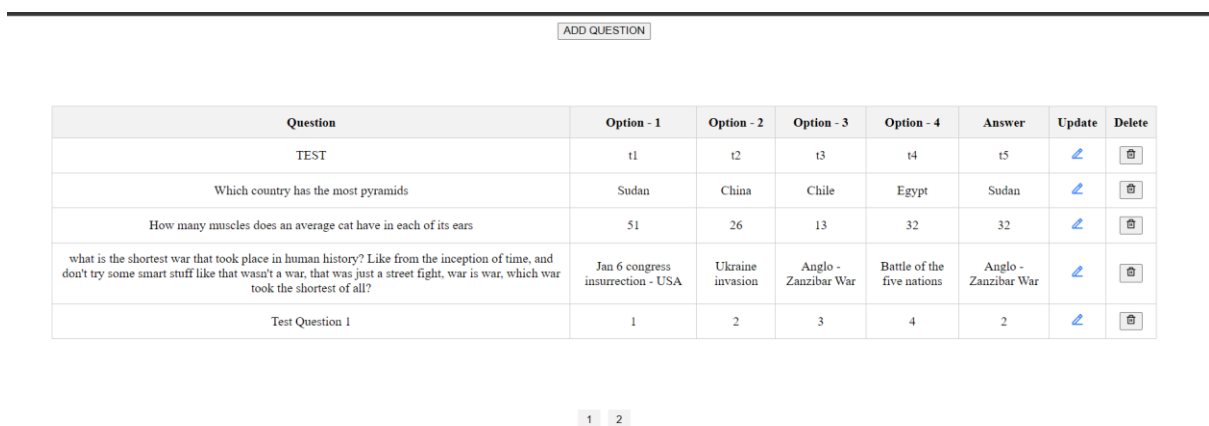 ADD QUESTION
Question Option - 1 Option - 2 Option - 3 Option - 4 Answer Update Delete
TEST t1 t2 t3 t4 t5
Which country has the most pyramids Sudan China Chile Egypt Sudan
How many muscles does an average cat have in each of its ears 51 26 13 32 32
what is the shortest war that took place in human history? Like from the inception of time, and
don't try some smart stuff like that wasn't a war, that was just a street fight, war is war, which war
took the shortest of all?
Jan 6 congress
insurrection - USA
Ukraine
invasion
Anglo -
Zanzibar War
Battle of the
five nations
Anglo -
Zanzibar War
Test Question 1 1 2 3 4 2
1 2